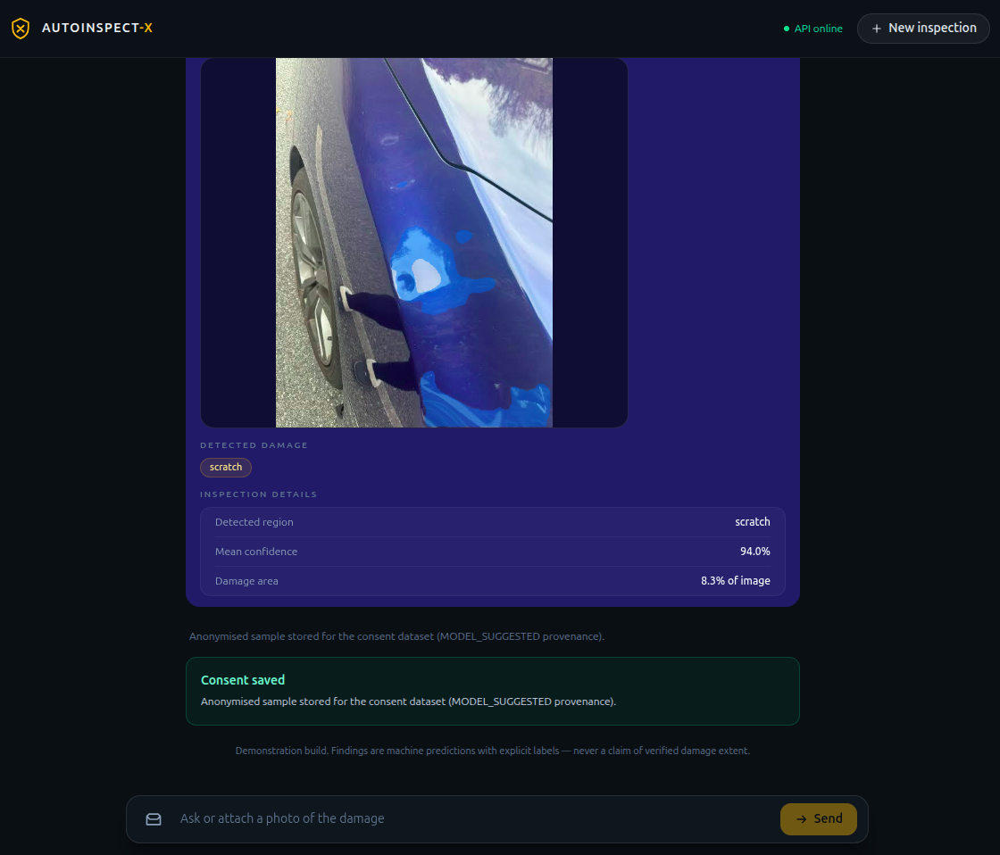 AUTOINSPECT-X
API online
New inspection
DETECTED DAMAGE
scratch
INSPECTION DETAILS
Detected region scratch
Mean confidence 94.0%
Damage area 8.3% of image
Anonymised sample stored for the consent dataset (MODEL_SUGGESTED provenance).
Consent saved
Anonymised sample stored for the consent dataset (MODEL_SUGGESTED provenance).
Demonstration build. Findings are machine predictions with explicit labels — never a claim of verified damage extent.
Ask or attach a photo of the damage
Send